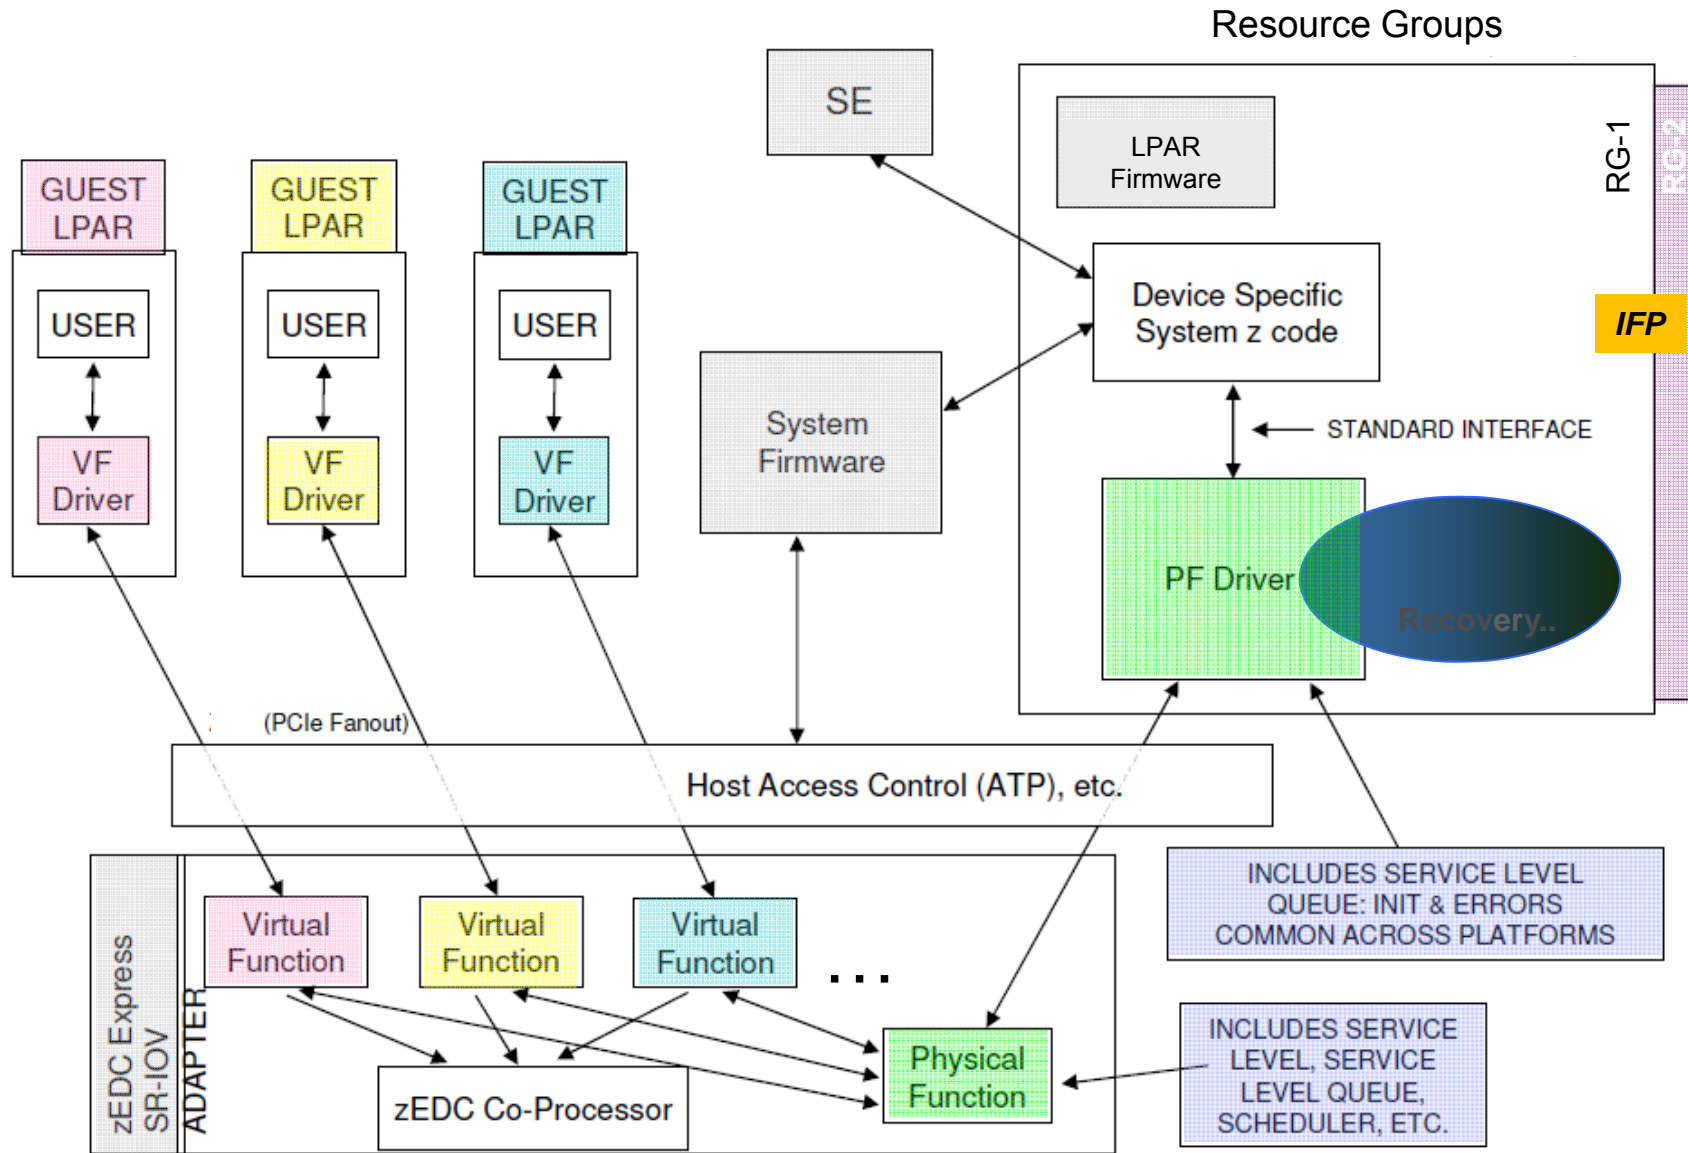 Resource Groups
SE
LPAR
Firmware
RG-1
RG-2
GUEST
LPAR
GUEST
LPAR
GUEST
LPAR
USER
USER
USER
Device Specific
System z code
IFP
System
Firmware
STANDARD INTERFACE
VF
Driver
VF
Driver
VF
Driver
PF Driver
Recovery..
(PCIe Fanout)
Host Access Control (ATP), etc.
INCLUDES SERVICE LEVEL
QUEUE: INIT & ERRORS
COMMON ACROSS PLATFORMS
zEDC Express
SR-IOV
ADAPTER
Virtual
Function
Virtual
Function
Virtual
Function
...
Physical
Function
INCLUDES SERVICE
LEVEL, SERVICE
LEVEL QUEUE,
SCHEDULER, ETC.
zEDC Co-Processor